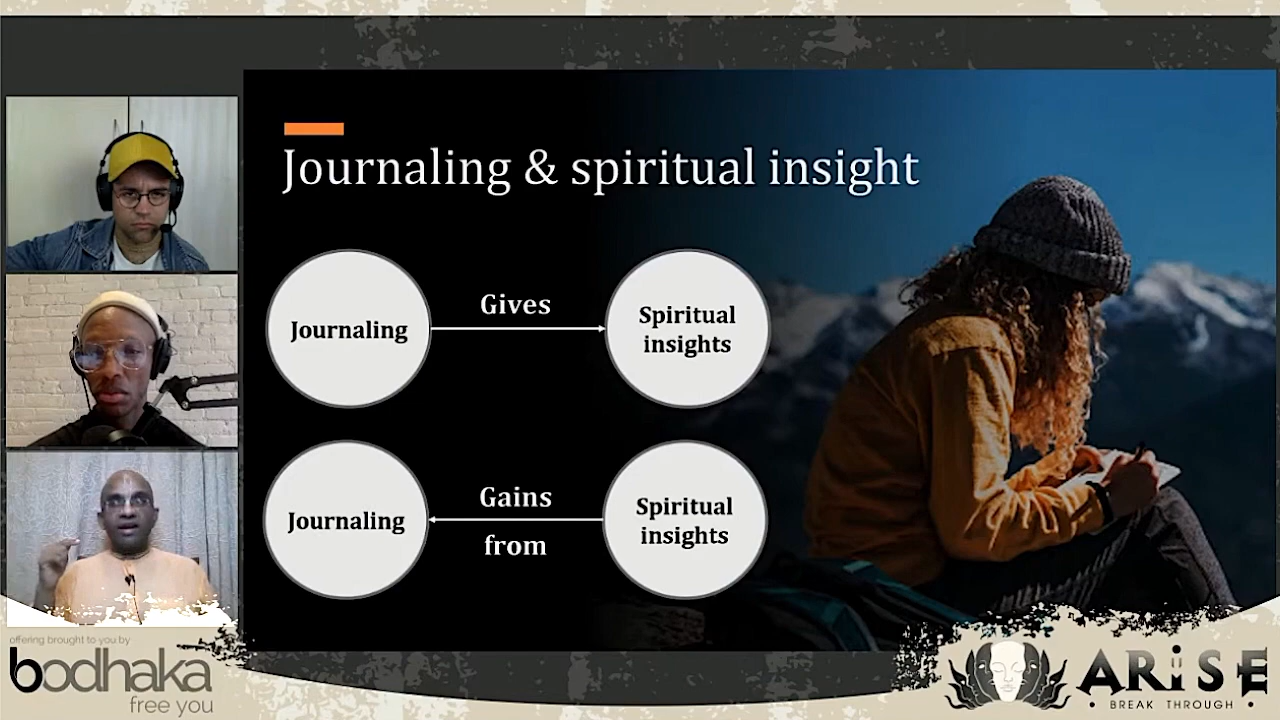 Journaling & spiritual insight
Journaling
Gives
Spiritual
insights
Journaling
Gains
from
Spiritual
insights
offering brought to you by
bodhaka
free you
ARiSE
• BREAK THROUGH •